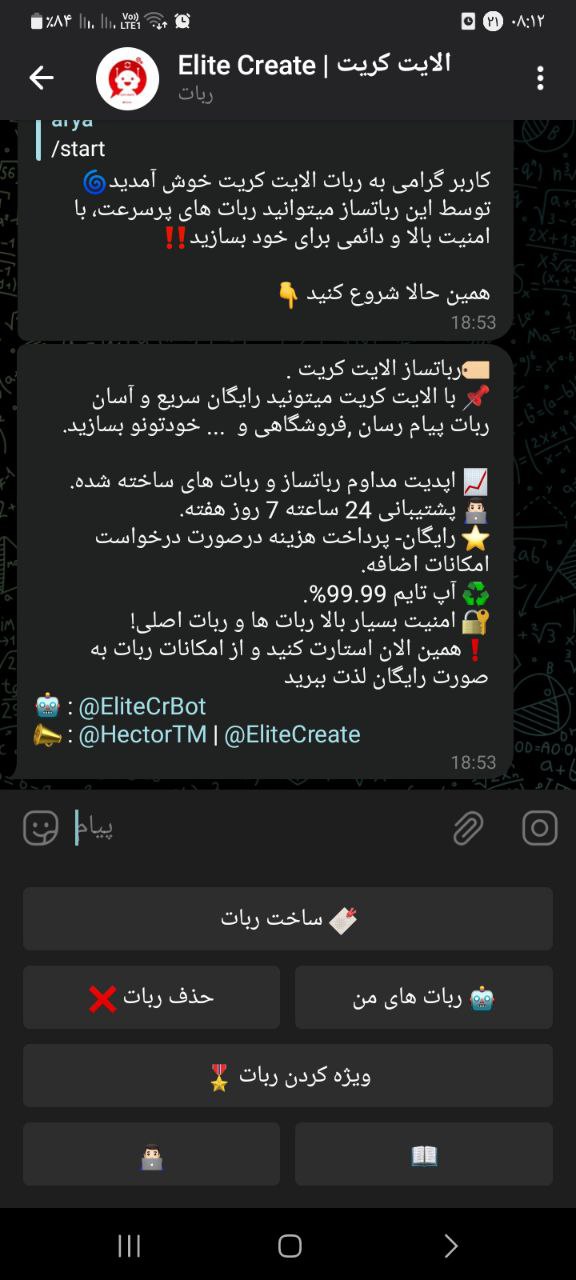 ٪۸۴ Vo)) LTE1 ۲۱ ۰۸:۱۲
Elite Create | الایت کریت
ربات
arya
/start
کاربر گرامی به ربات الایت کریت خوش آمدید🌀
توسط این رباتساز میتوانید ربات های پرسرعت، با
امنیت بالا و دائمی برای خود بسازید‼️
همین حالا شروع کنید 👇
18:53
🏷رباتساز الایت کریت .
📌 با الایت کریت میتونید رایگان سریع و آسان
ربات پیام رسان ,فروشگاهی و ... خودتونو بسازید.
📈 اپدیت مداوم رباتساز و ربات های ساخته شده.
👨🏻‍💻 پشتیبانی 24 ساعته 7 روز هفته.
⭐️ رایگان- پرداخت هزینه درصورت درخواست
امکانات اضافه.
♻️ آپ تایم 99.99%.
🔐 امنیت بسیار بالا ربات ها و ربات اصلی!
❗️همین الان استارت کنید و از امکانات ربات به
صورت رایگان لذت ببرید
🤖 : @EliteCrBot
📣 : @HectorTM | @EliteCreate
18:53
پیام
ساخت ربات
🤖 ربات های من
حذف ربات ❌
ویژه کردن ربات 🎖